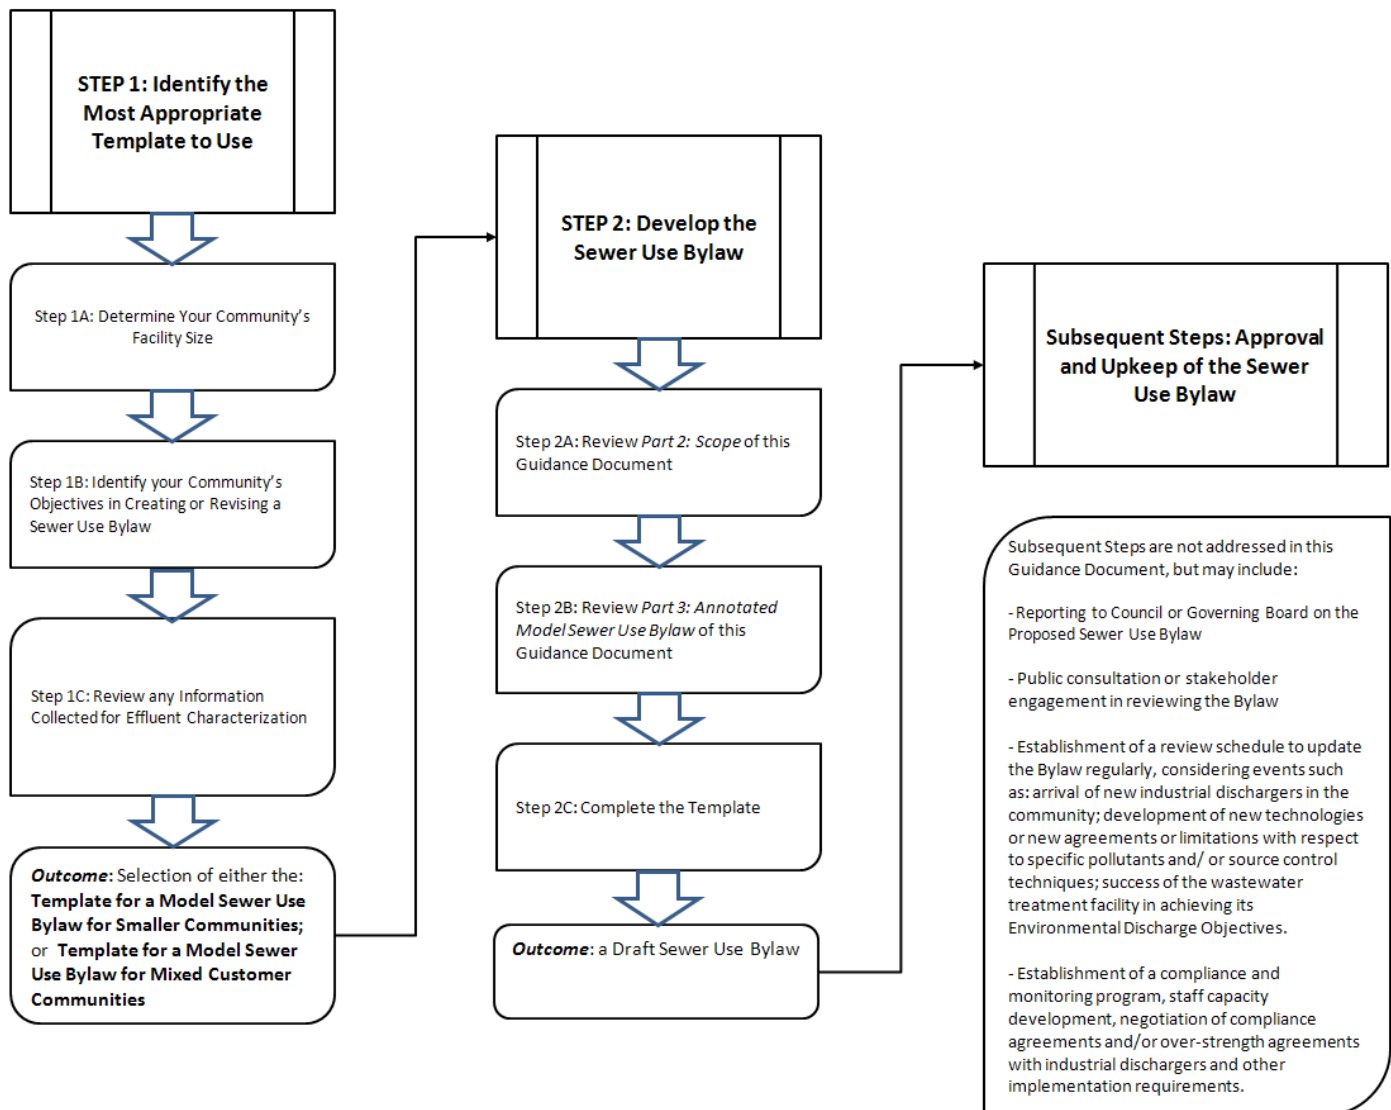 STEP 1: Identify the
Most Appropriate
Template to Use
Step 1A: Determine Your Community's
Facility Size
Step 1B: Identify your Community's
Objectives in Creating or Revising a
Sewer Use Bylaw
Step 1C: Review any Information
Collected for Effluent Characterization
Outcome: Selection of either the:
Template for a Model Sewer Use
Bylaw for Smaller Communities;
or Template for a Model Sewer
Use Bylaw for Mixed Customer
Communities
STEP 2: Develop the
Sewer Use Bylaw
Step 2A: Review Part 2: Scope of this
Guidance Document
Step 2B: Review Part 3: Annotated
Model Sewer Use Bylaw of this
Guidance Document
Step 2C: Complete the Template
Outcome: a Draft Sewer Use Bylaw
Subsequent Steps: Approval
and Upkeep of the Sewer
Use Bylaw
Subsequent Steps are not addressed in this
Guidance Document, but may include:
- Reporting to Council or Governing Board on the
Proposed Sewer Use Bylaw
- Public consultation or stakeholder
engagement in reviewing the Bylaw
- Establishment of a review schedule to update
the Bylaw regularly, considering events such
as: arrival of new industrial dischargers in the
community; development of new technologies
or new agreements or limitations with respect
to specific pollutants and/ or source control
techniques; success of the wastewater
treatment facility in achieving its
Environmental Discharge Objectives.
- Establishment of a compliance and
monitoring program, staff capacity
development, negotiation of compliance
agreements and/or over-strength agreements
with industrial dischargers and other
implementation requirements.